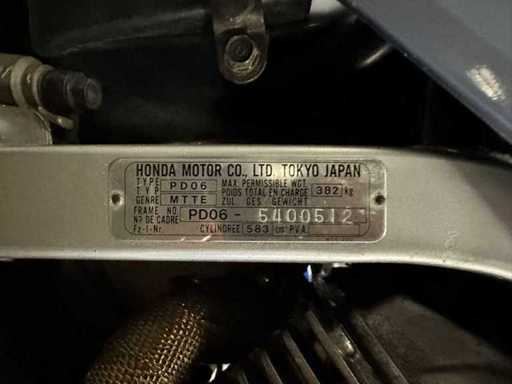 HONDA MOTOR CO., LTD. TOKYO JAPAN
TYPE
TYP PD06 MAX. PERMISSIBLE WGT.
POIDS TOTAL EN CHARGE 382 kg
GENRE MTTE ZUL GES GEWICHT
FRAME NO.
Nº DE CADRE PD06 - 5400512
Fz-I-Nr. CYLINDREE 583 cm³ P.V.A.